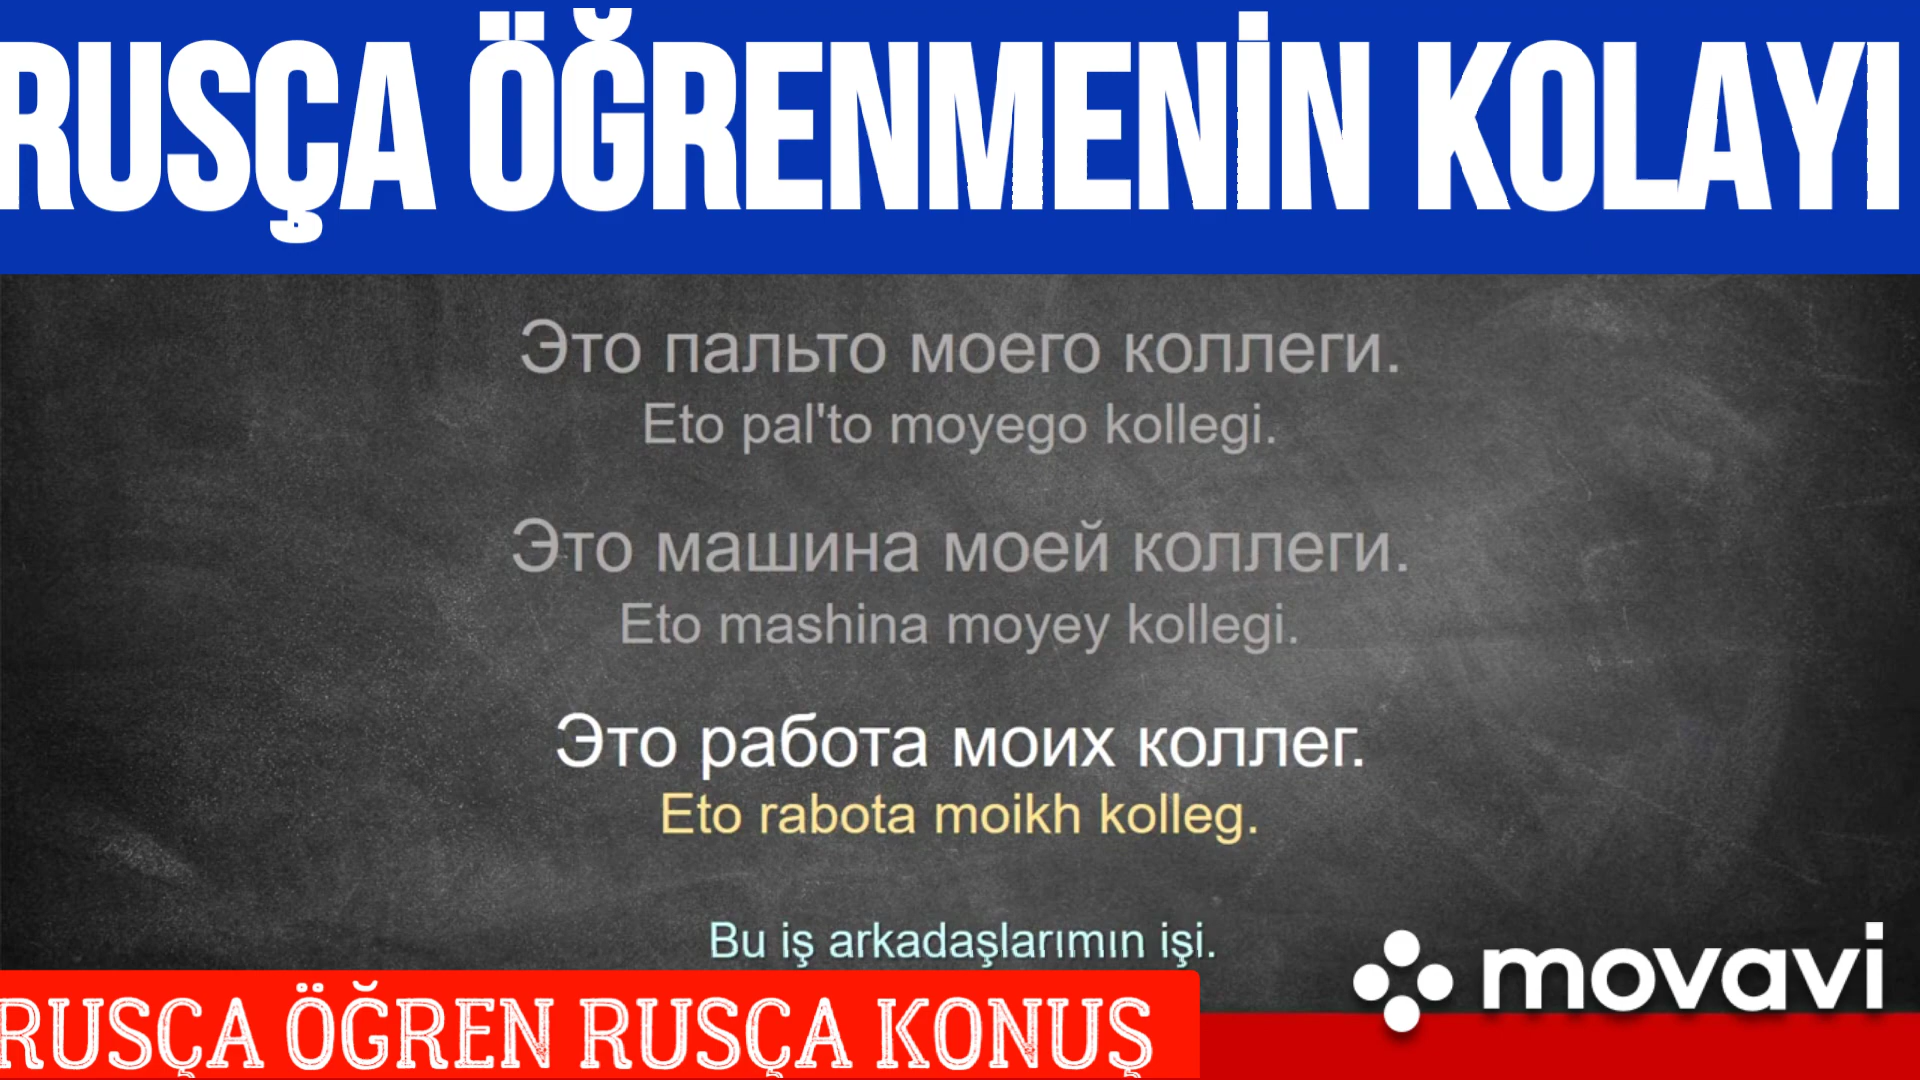 RUSÇA ÖĞRENMENİN KOLAYI
Это пальто моего коллеги.
Eto pal'to moyego kollegi.
Это машина моей коллеги.
Eto mashina moyey kollegi.
Это работа моих коллег.
Eto rabota moikh kolleg.
Bu iş arkadaşlarımın işi.
movavi
RUSÇA ÖĞREN RUSÇA KONUŞ